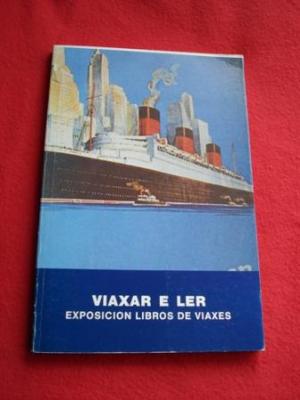 VIAXAR E LER
EXPOSICION LIBROS DE VIAXES